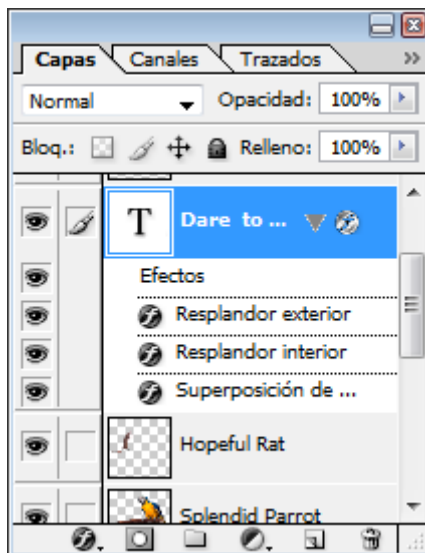 Capas Canales Trazados
Normal Opacidad: 100%
Bloq.: Relleno: 100%
T Dare to ...
Efectos
Resplandor exterior
Resplandor interior
Superposición de ...
Hopeful Rat
Splendid Parrot